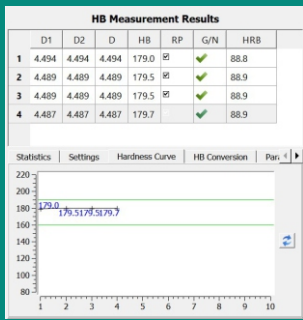 HB Measurement Results
D1 D2 D HB RP G/N HRB
1 4.494 4.494 4.494 179.0 88.8
2 4.489 4.489 4.489 179.5 88.9
3 4.489 4.489 4.489 179.5 88.9
4 4.487 4.487 4.487 179.7 88.9
Statistics Settings Hardness Curve HB Conversion Para
220
200
180
160
140
120
100
80
179.0
179.5179.5179.7
1 2 3 4 5 6 7 8 9 10